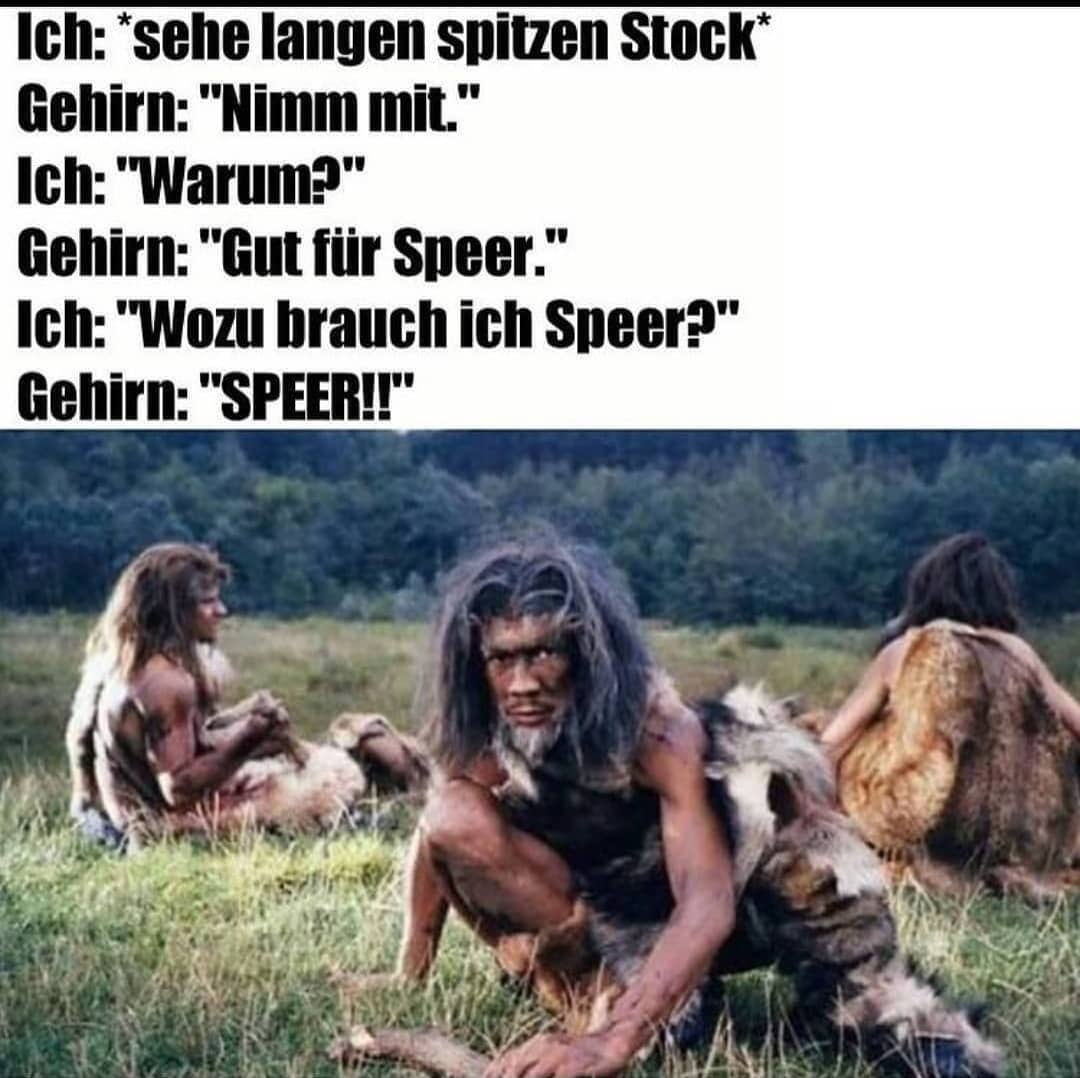 Ich: *sehe langen spitzen Stock*
Gehirn: "Nimm mit."
Ich: "Warum?"
Gehirn: "Gut für Speer."
Ich: "Wozu brauch ich Speer?"
Gehirn: "SPEER!!"